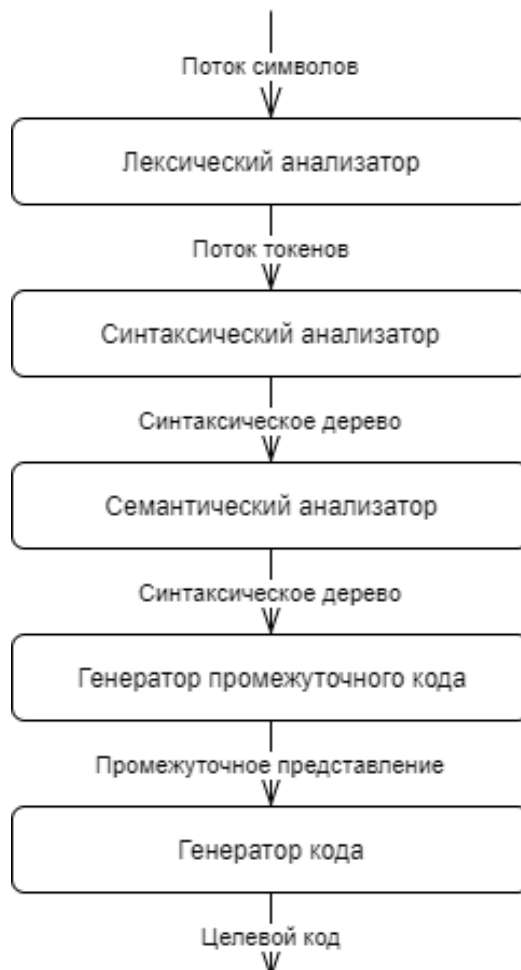 Поток символов
Лексический анализатор
Поток токенов
Синтаксический анализатор
Синтаксическое дерево
Семантический анализатор
Синтаксическое дерево
Генератор промежуточного кода
Промежуточное представление
Генератор кода
Целевой код